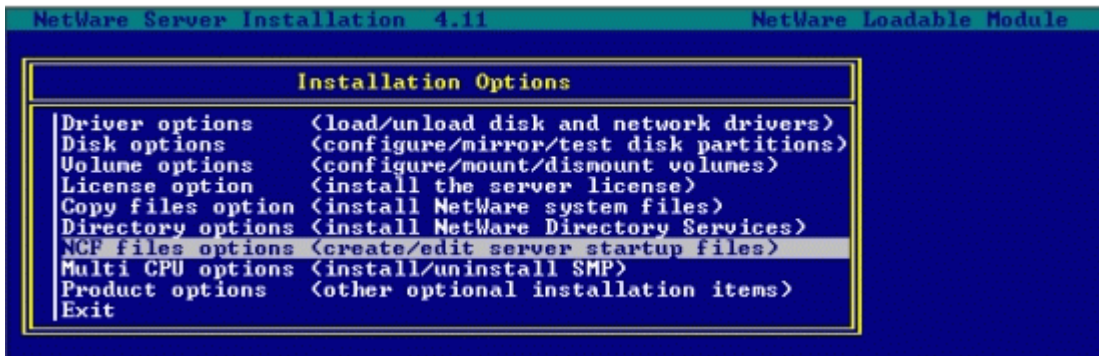 NetWare Server Installation 4.11 NetWare Loadable Module
Installation Options
Driver options (load/unload disk and network drivers)
Disk options (configure/mirror/test disk partitions)
Volume options (configure/mount/dismount volumes)
License option (install the server license)
Copy files option (install NetWare system files)
Directory options (install NetWare Directory Services)
NCF files options (create/edit server startup files)
Multi CPU options (install/uninstall SMP)
Product options (other optional installation items)
Exit